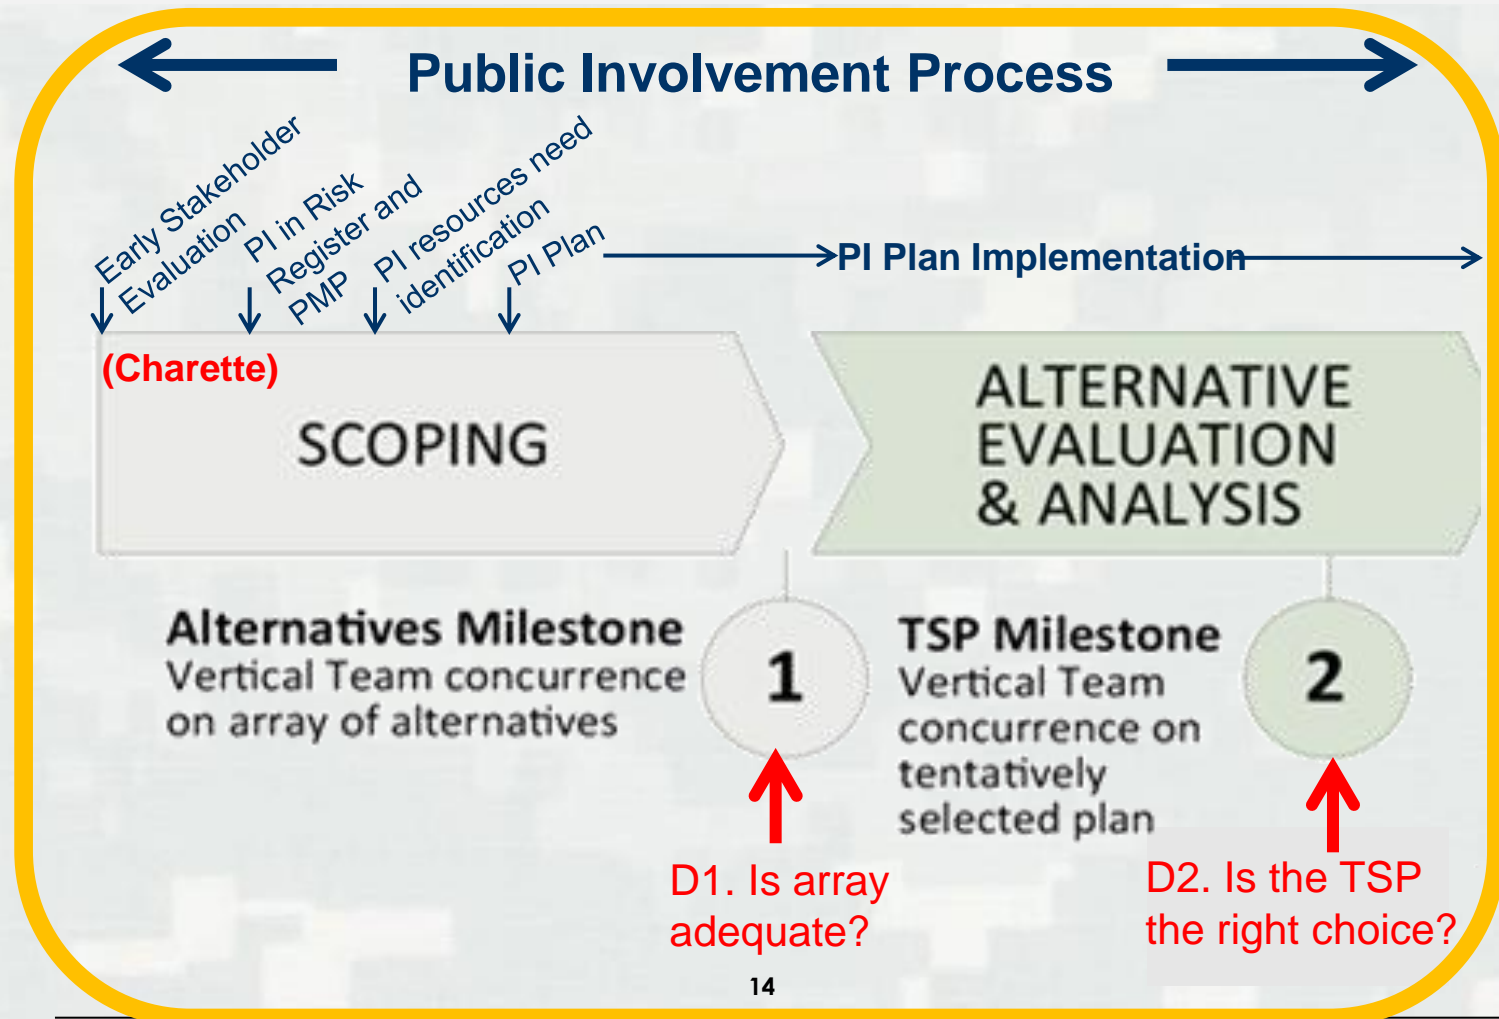 Public Involvement Process
Early Stakeholder
Evaluation
PI in Risk
Register and
PMP
PI resources need
identification
PI Plan
PI Plan Implementation
(Charette)
SCOPING
ALTERNATIVE
EVALUATION
& ANALYSIS
Alternatives Milestone
Vertical Team concurrence
on array of alternatives
1
TSP Milestone
Vertical Team
concurrence on
tentatively
selected plan
2
D1. Is array
adequate?
D2. Is the TSP
the right choice?
14